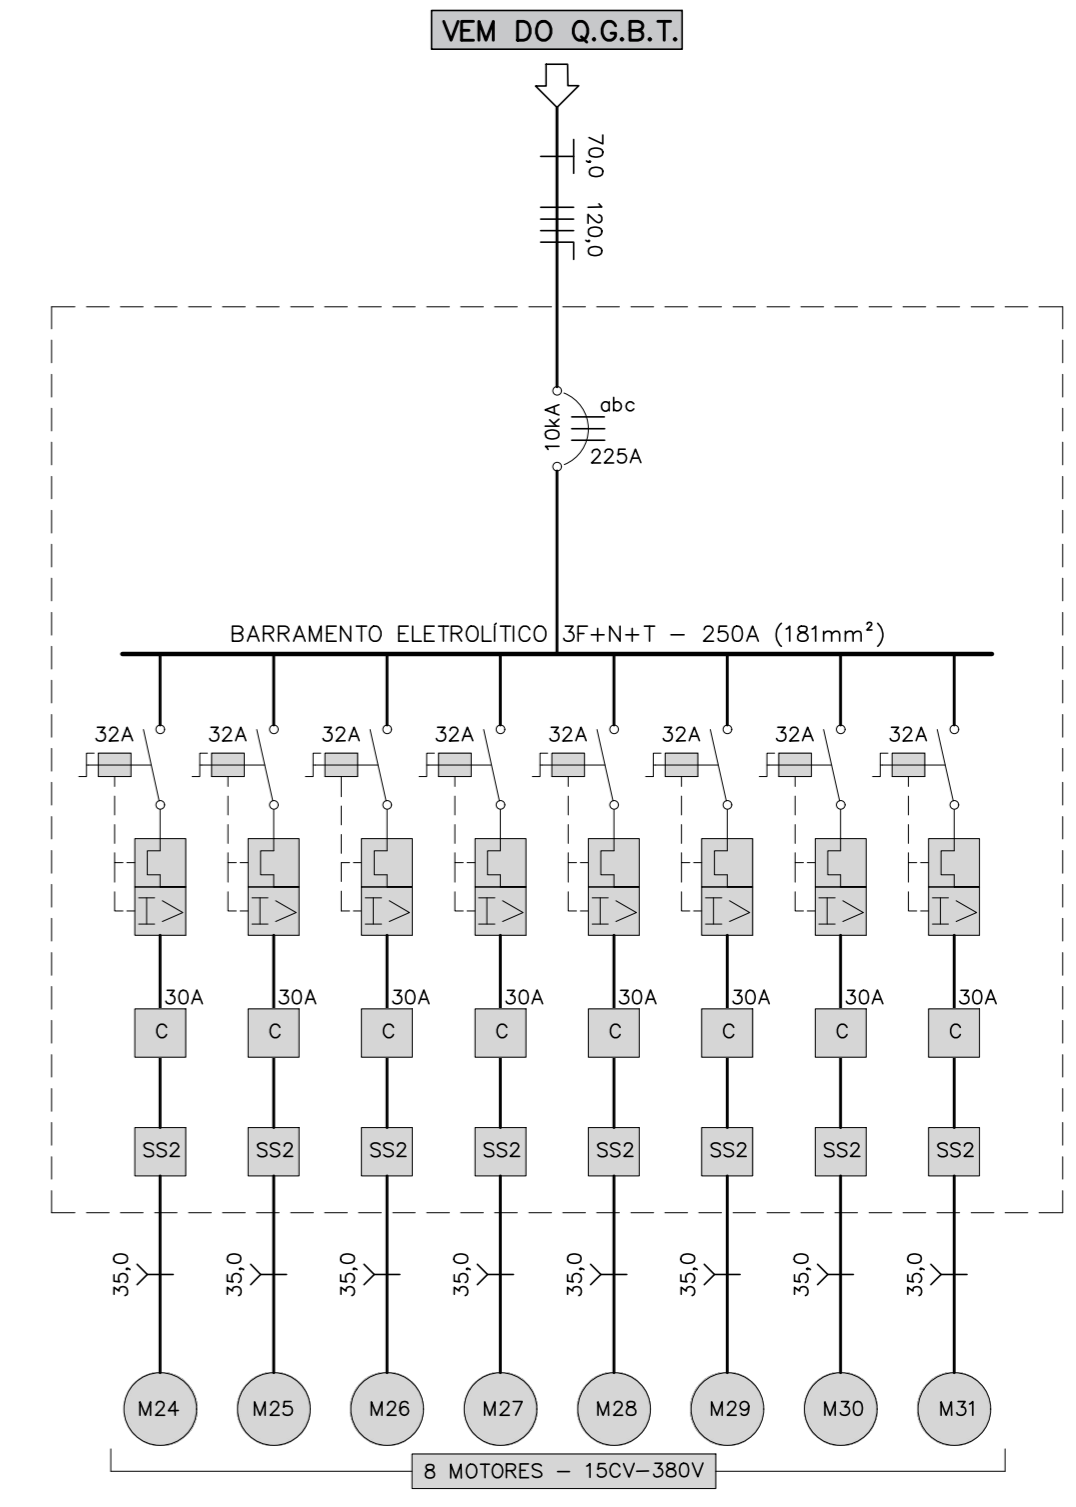 VEM DO Q.G.B.T.
70,0
120,0
10kA
abc
225A
BARRAMENTO ELETROLÍTICO 3F+N+T - 250A (181mm²)
32A 32A 32A 32A 32A 32A 32A 32A
I> I> I> I> I> I> I> I>
30A 30A 30A 30A 30A 30A 30A 30A
C C C C C C C C
SS2 SS2 SS2 SS2 SS2 SS2 SS2 SS2
35,0 35,0 35,0 35,0 35,0 35,0 35,0 35,0
M24 M25 M26 M27 M28 M29 M30 M31
8 MOTORES - 15CV-380V